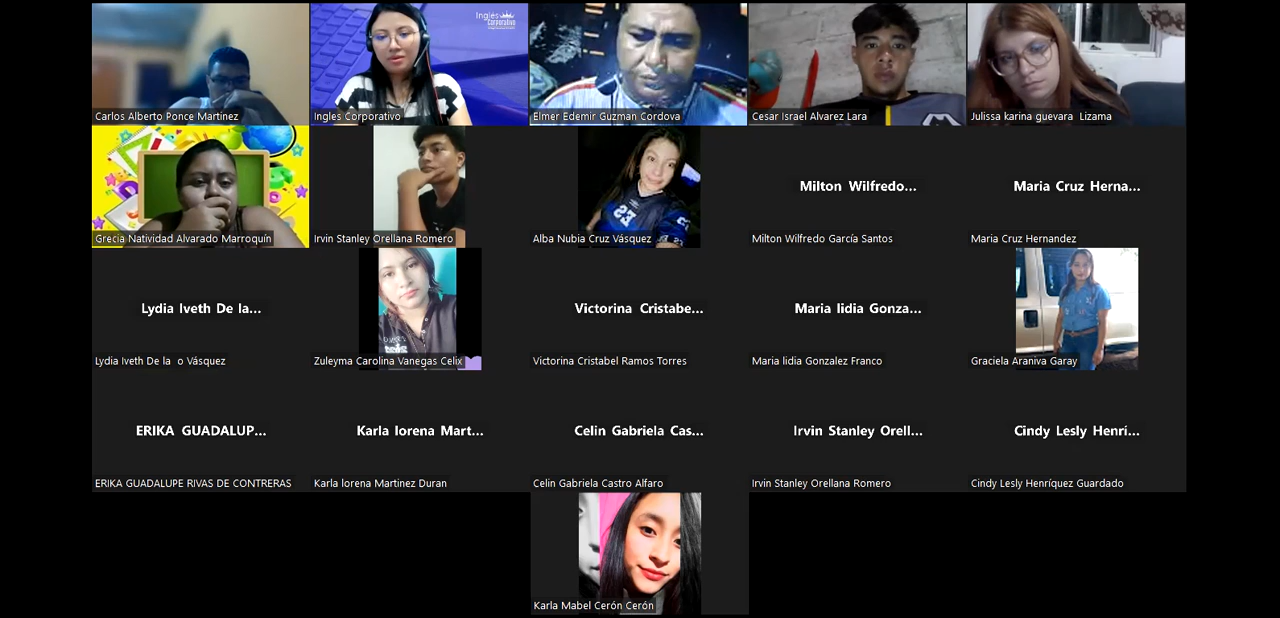 Inglés
Corporativo
Carlos Alberto Ponce Martinez
Ingles Corporativo
Elmer Edemir Guzman Cordova
Cesar Israel Alvarez Lara
Julissa karina guevara Lizama
23
Milton Wilfredo...
Maria Cruz Herna...
Grecia Natividad Alvarado Marroquín
Irvin Stanley Orellana Romero
Alba Nubia Cruz Vásquez
Milton Wilfredo García Santos
Maria Cruz Hernandez
Lydia Iveth De la...
Victorina Cristabe...
Maria lidia Gonza...
Lydia Iveth De la o Vásquez
Zuleyma Carolina Vanegas Celix
Victorina Cristabel Ramos Torres
Maria lidia Gonzalez Franco
Graciela Araniva Garay
ERIKA GUADALUP...
Karla lorena Mart...
Celin Gabriela Cas...
Irvin Stanley Orell...
Cindy Lesly Henrí...
ERIKA GUADALUPE RIVAS DE CONTRERAS
Karla lorena Martinez Duran
Celin Gabriela Castro Alfaro
Irvin Stanley Orellana Romero
Cindy Lesly Henríquez Guardado
Karla Mabel Cerón Cerón